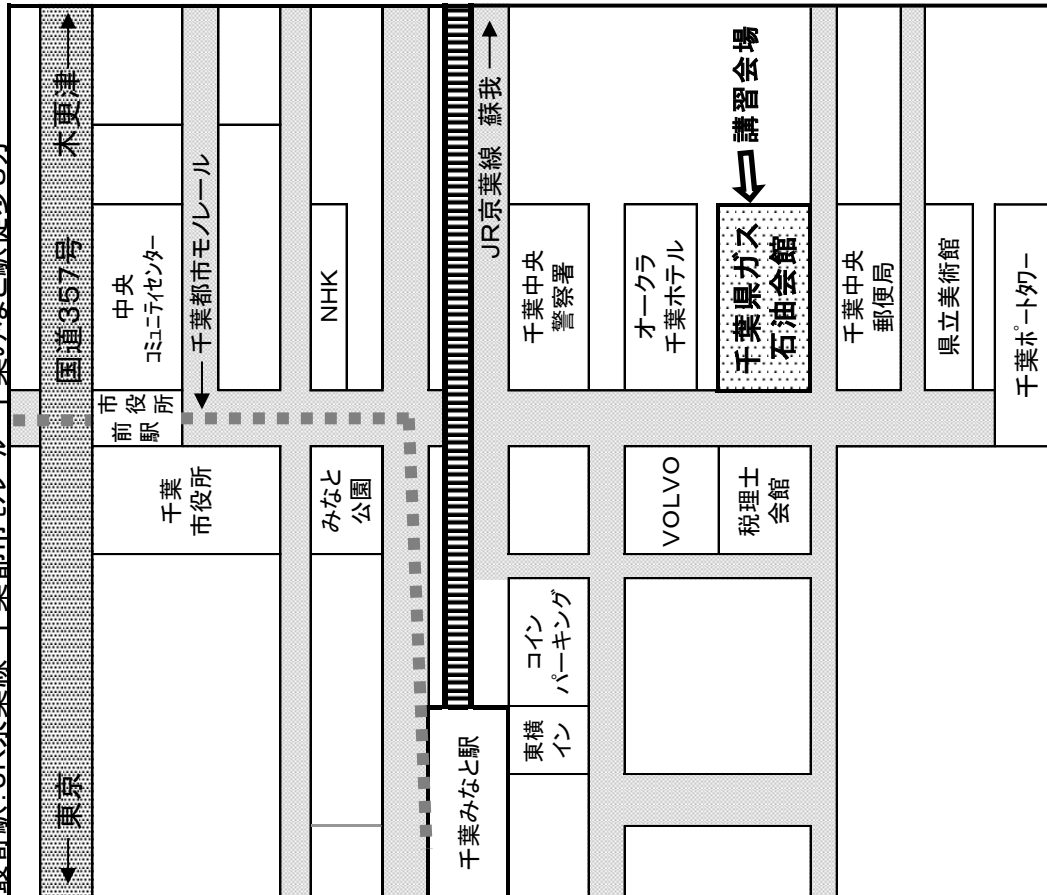 東京
国道357号
木更津
千葉
市役所
市役所
前駅
中央
コミュニティセンター
千葉都市モノレール
みなと
公園
NHK
千葉みなと駅
JR京葉線 蘇我
東横
イン
コイン
パーキング
千葉中央
警察署
VOLVO
オークラ
千葉ホテル
税理士
会館
千葉県ガス
石油会館
講習会場
千葉中央
郵便局
県立美術館
千葉ポートタワー